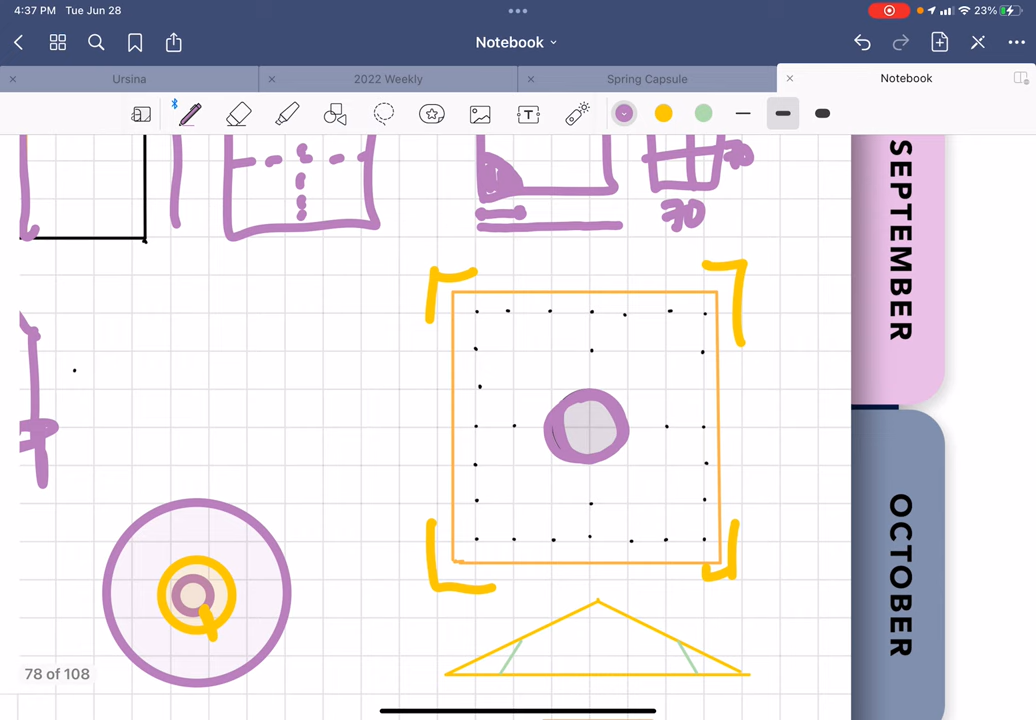 4:37 PM Tue Jun 28
23%
Notebook
Ursina
2022 Weekly
Spring Capsule
Notebook
T
30
SEPTEMBER
OCTOBER
78 of 108